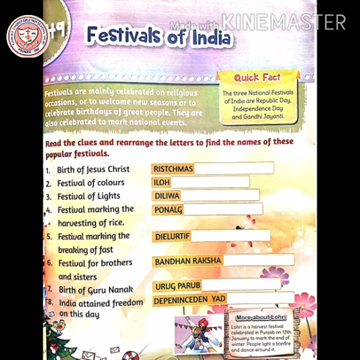 49
Made with KINEMASTER
Festivals of India
Quick Fact
The three National Festivals
of India are Republic Day,
Independence Day
and Gandhi Jayanti.
Festivals are mainly celebrated on religious
occasions, or to welcome new seasons or to
celebrate birthdays of great people. They are
also celebrated to mark national events.
Read the clues and rearrange the letters to find the names of these
popular festivals.
1. Birth of Jesus Christ RISTCHMAS
2. Festival of colours ILOH
3. Festival of Lights DILIWA
4. Festival marking the PONALG
harvesting of rice.
5. Festival marking the DIELURTIF
breaking of fast
6. Festival for brothers BANDHAN RAKSHA
and sisters
7. Birth of Guru Nanak URUG PARUB
8. India attained freedom DEPENINCEDEN YAD
on this day
More about Lohri
Lohri is a harvest festival
celebrated in Punjab on 13th
January to mark the end of
winter. People light a bonfire
and dance around it.